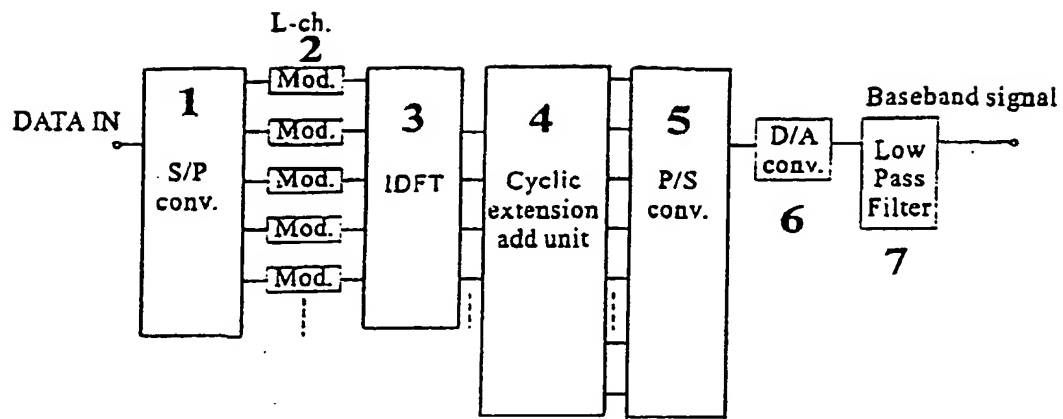 L-ch.
2
DATA IN
1
S/P
conv.
Mod.
Mod.
Mod.
Mod.
Mod.
3
IDFT
4
Cyclic
extension
add unit
5
P/S
conv.
D/A
conv.
6
Baseband signal
Low
Pass
Filter
7